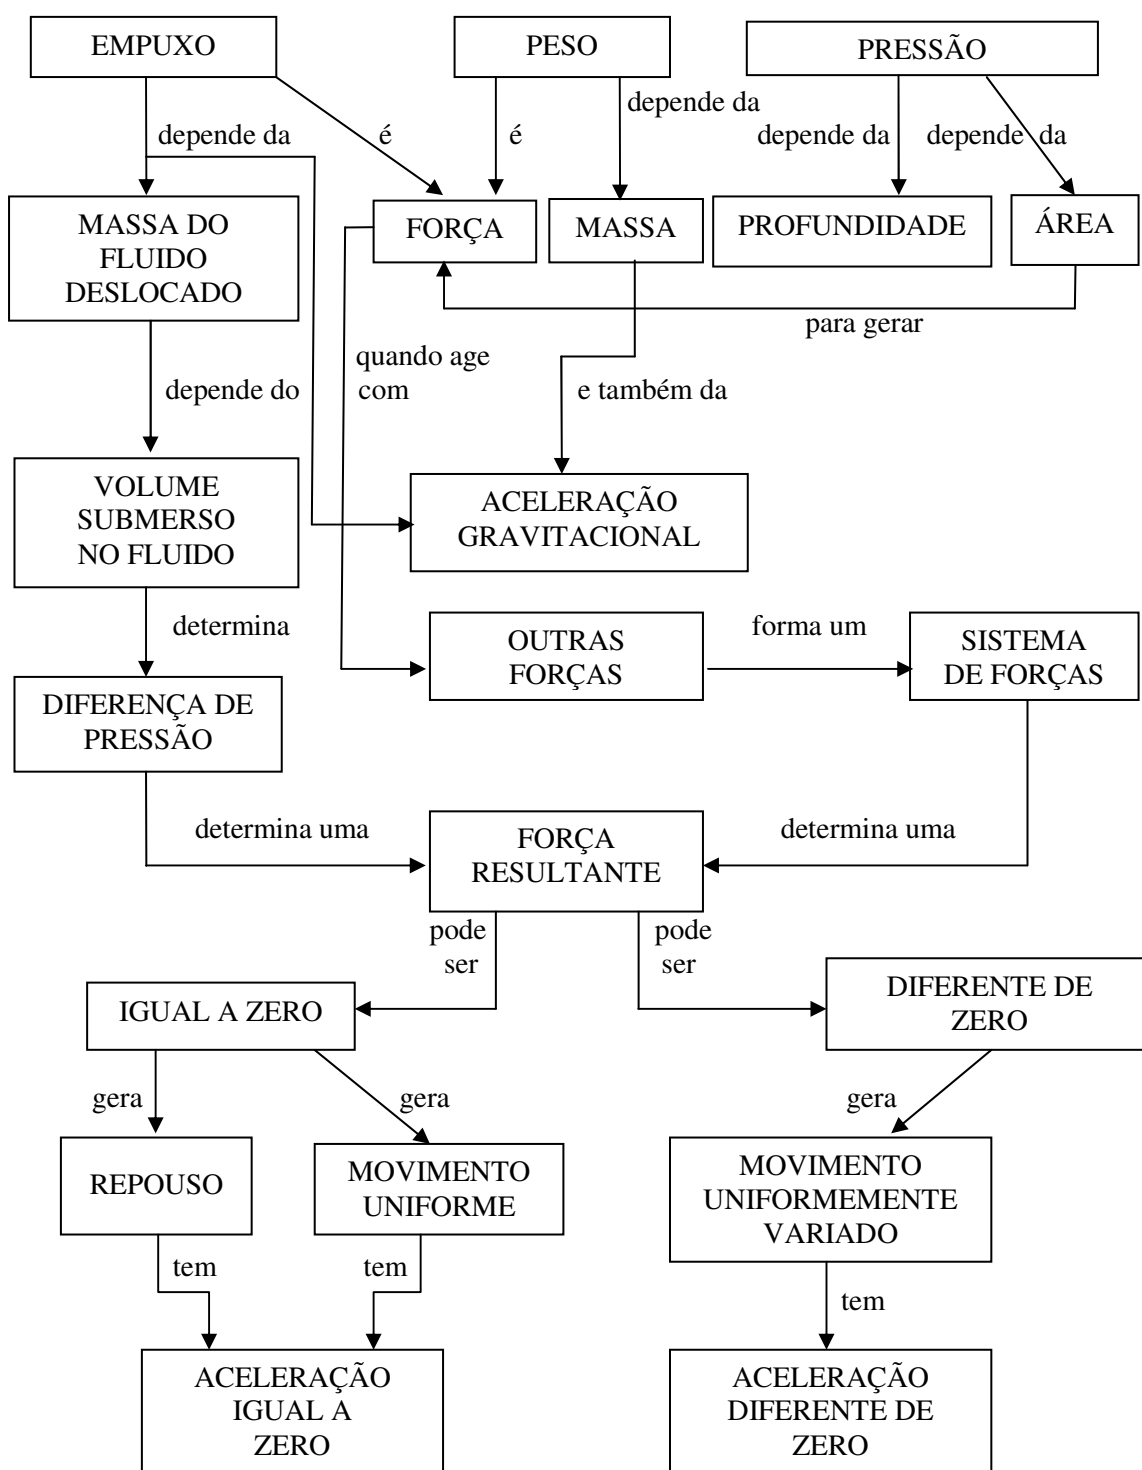 EMPUXO
PESO
PRESSÃO
depende da
é
é
depende da
depende da
depende da
MASSA DO
FLUIDO
DESLOCADO
FORÇA
MASSA
PROFUNDIDADE
ÁREA
para gerar
quando age
com
depende do
e também da
VOLUME
SUBMERSO
NO FLUIDO
ACELERAÇÃO
GRAVITACIONAL
determina
OUTRAS
FORÇAS
forma um
SISTEMA
DE FORÇAS
DIFERENÇA DE
PRESSÃO
determina uma
FORÇA
RESULTANTE
determina uma
pode
ser
pode
ser
IGUAL A ZERO
DIFERENTE DE
ZERO
gera
gera
gera
REPOUSO
MOVIMENTO
UNIFORME
MOVIMENTO
UNIFORMEMENTE
VARIADO
tem
tem
tem
ACELERAÇÃO
IGUAL A
ZERO
ACELERAÇÃO
DIFERENTE DE
ZERO